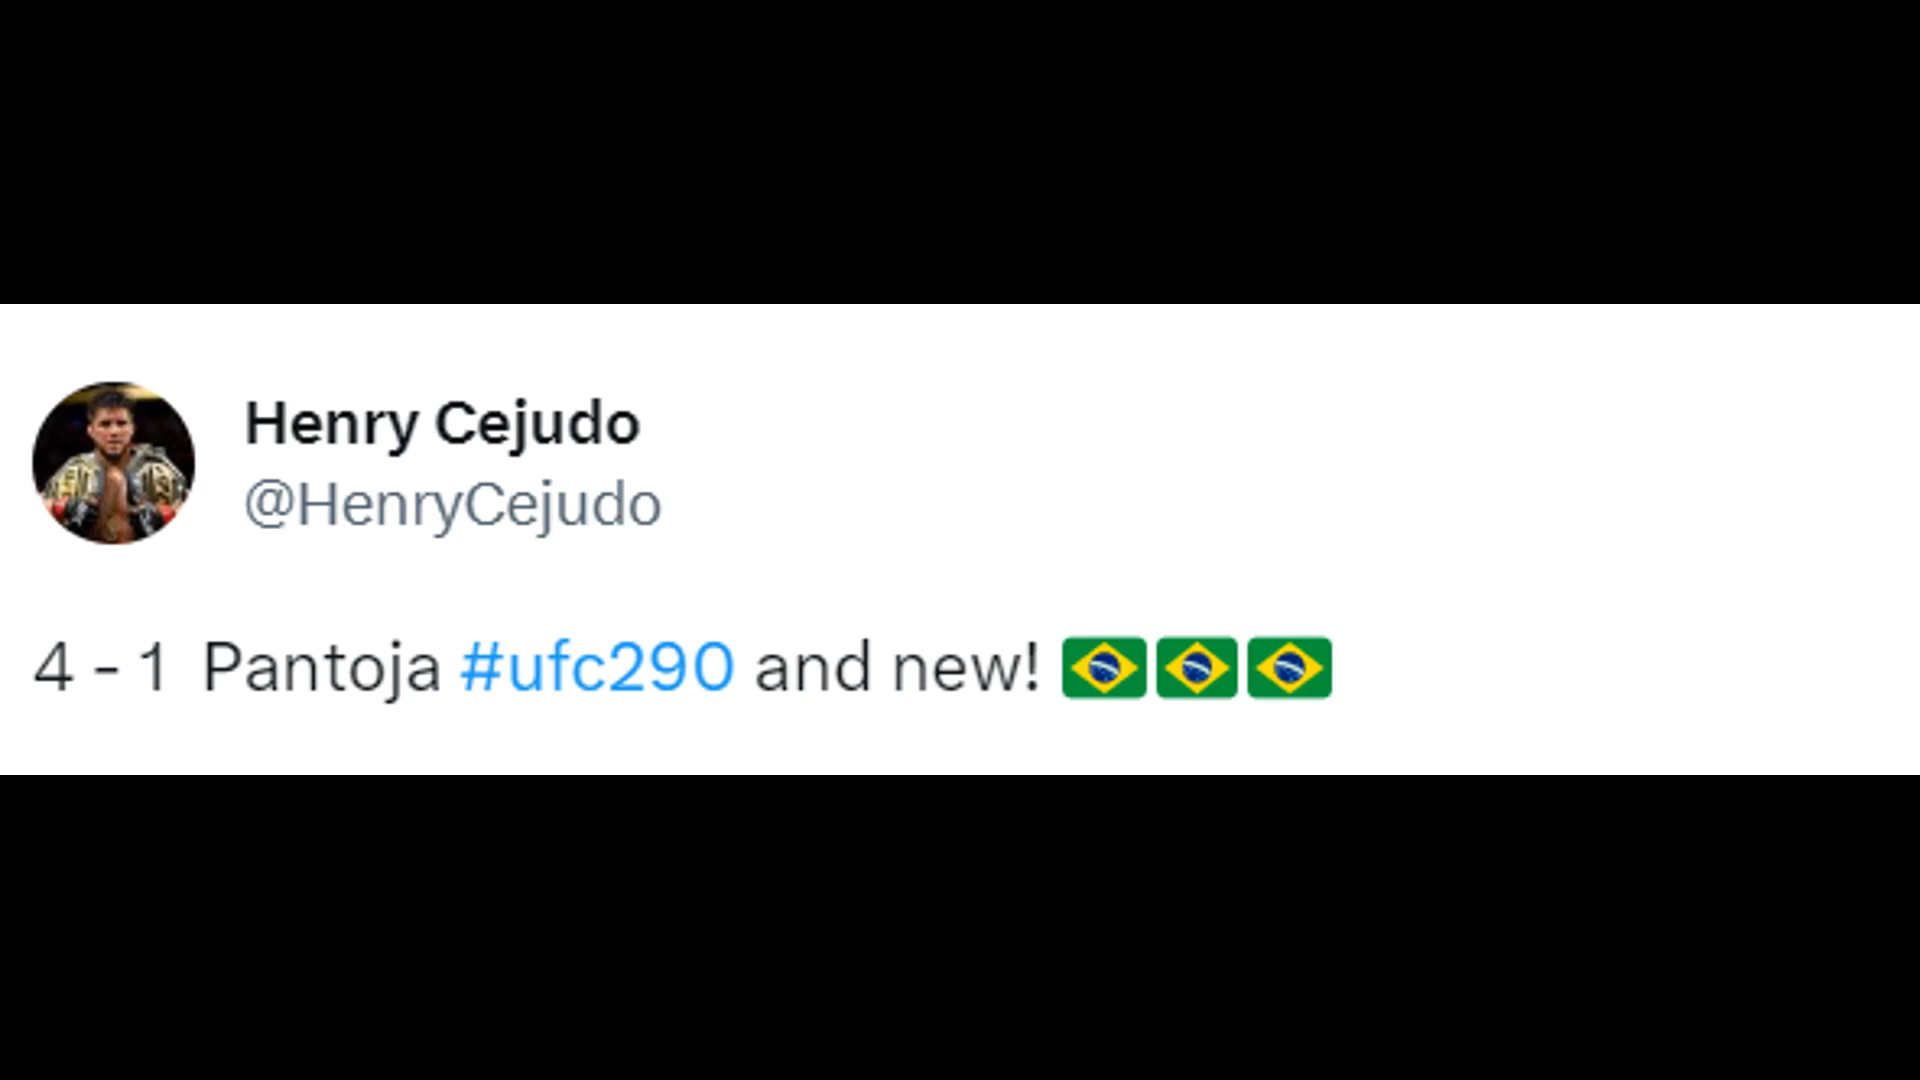 Henry Cejudo
@HenryCejudo
4 - 1 Pantoja #ufc290 and new! 🇧🇷🇧🇷🇧🇷